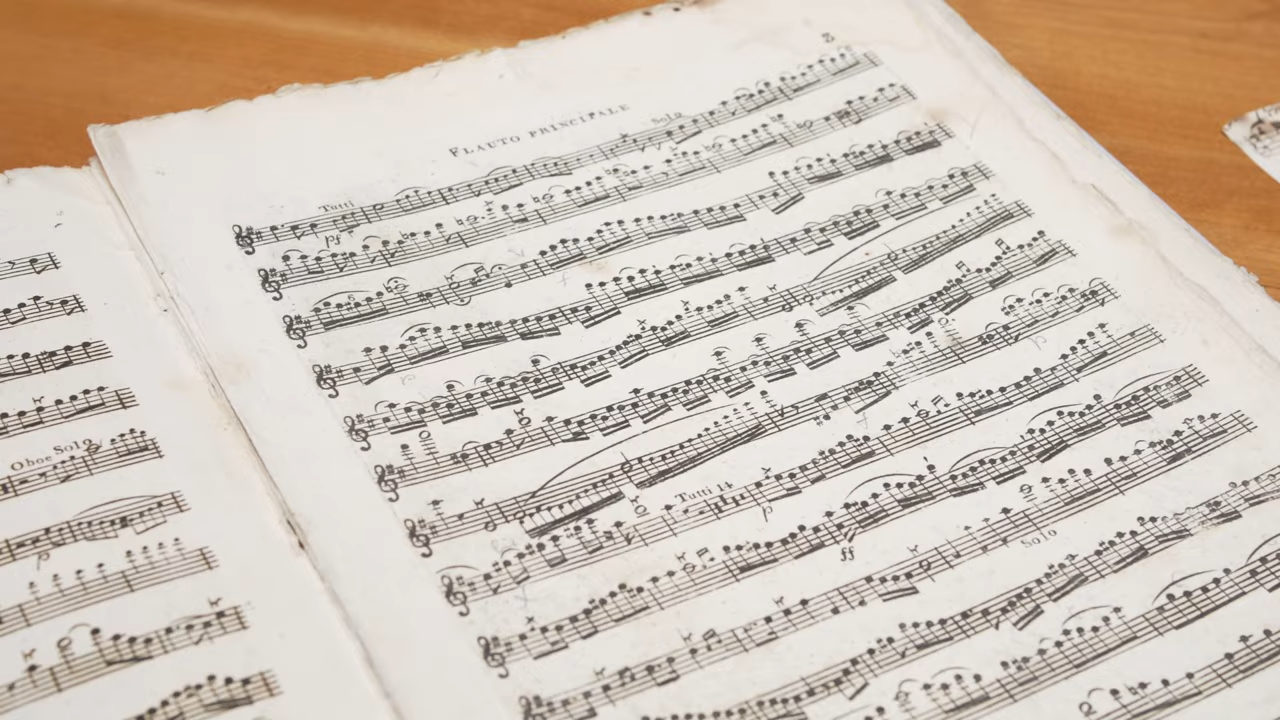 Oboe Solo
p
3
FLAUTO PRINCIPALE
Tutti
Solo
pf
Tutti 14
p
ff
Solo